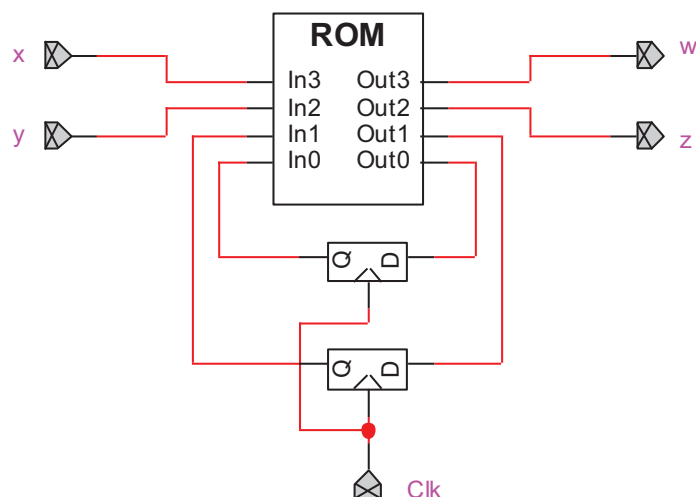 ROM
x
w
In3 Out3
In2 Out2
y
In1 Out1
z
In0 Out0
Q D
Q D
Clk